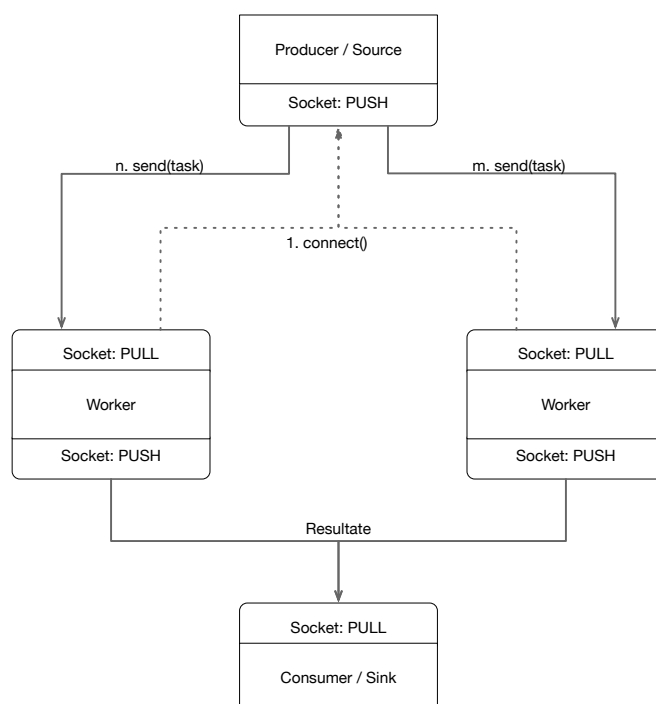 Producer / Source
Socket: PUSH
n. send(task)
m. send(task)
1. connect()
Socket: PULL
Socket: PULL
Worker
Worker
Socket: PUSH
Socket: PUSH
Resultate
Socket: PULL
Consumer / Sink